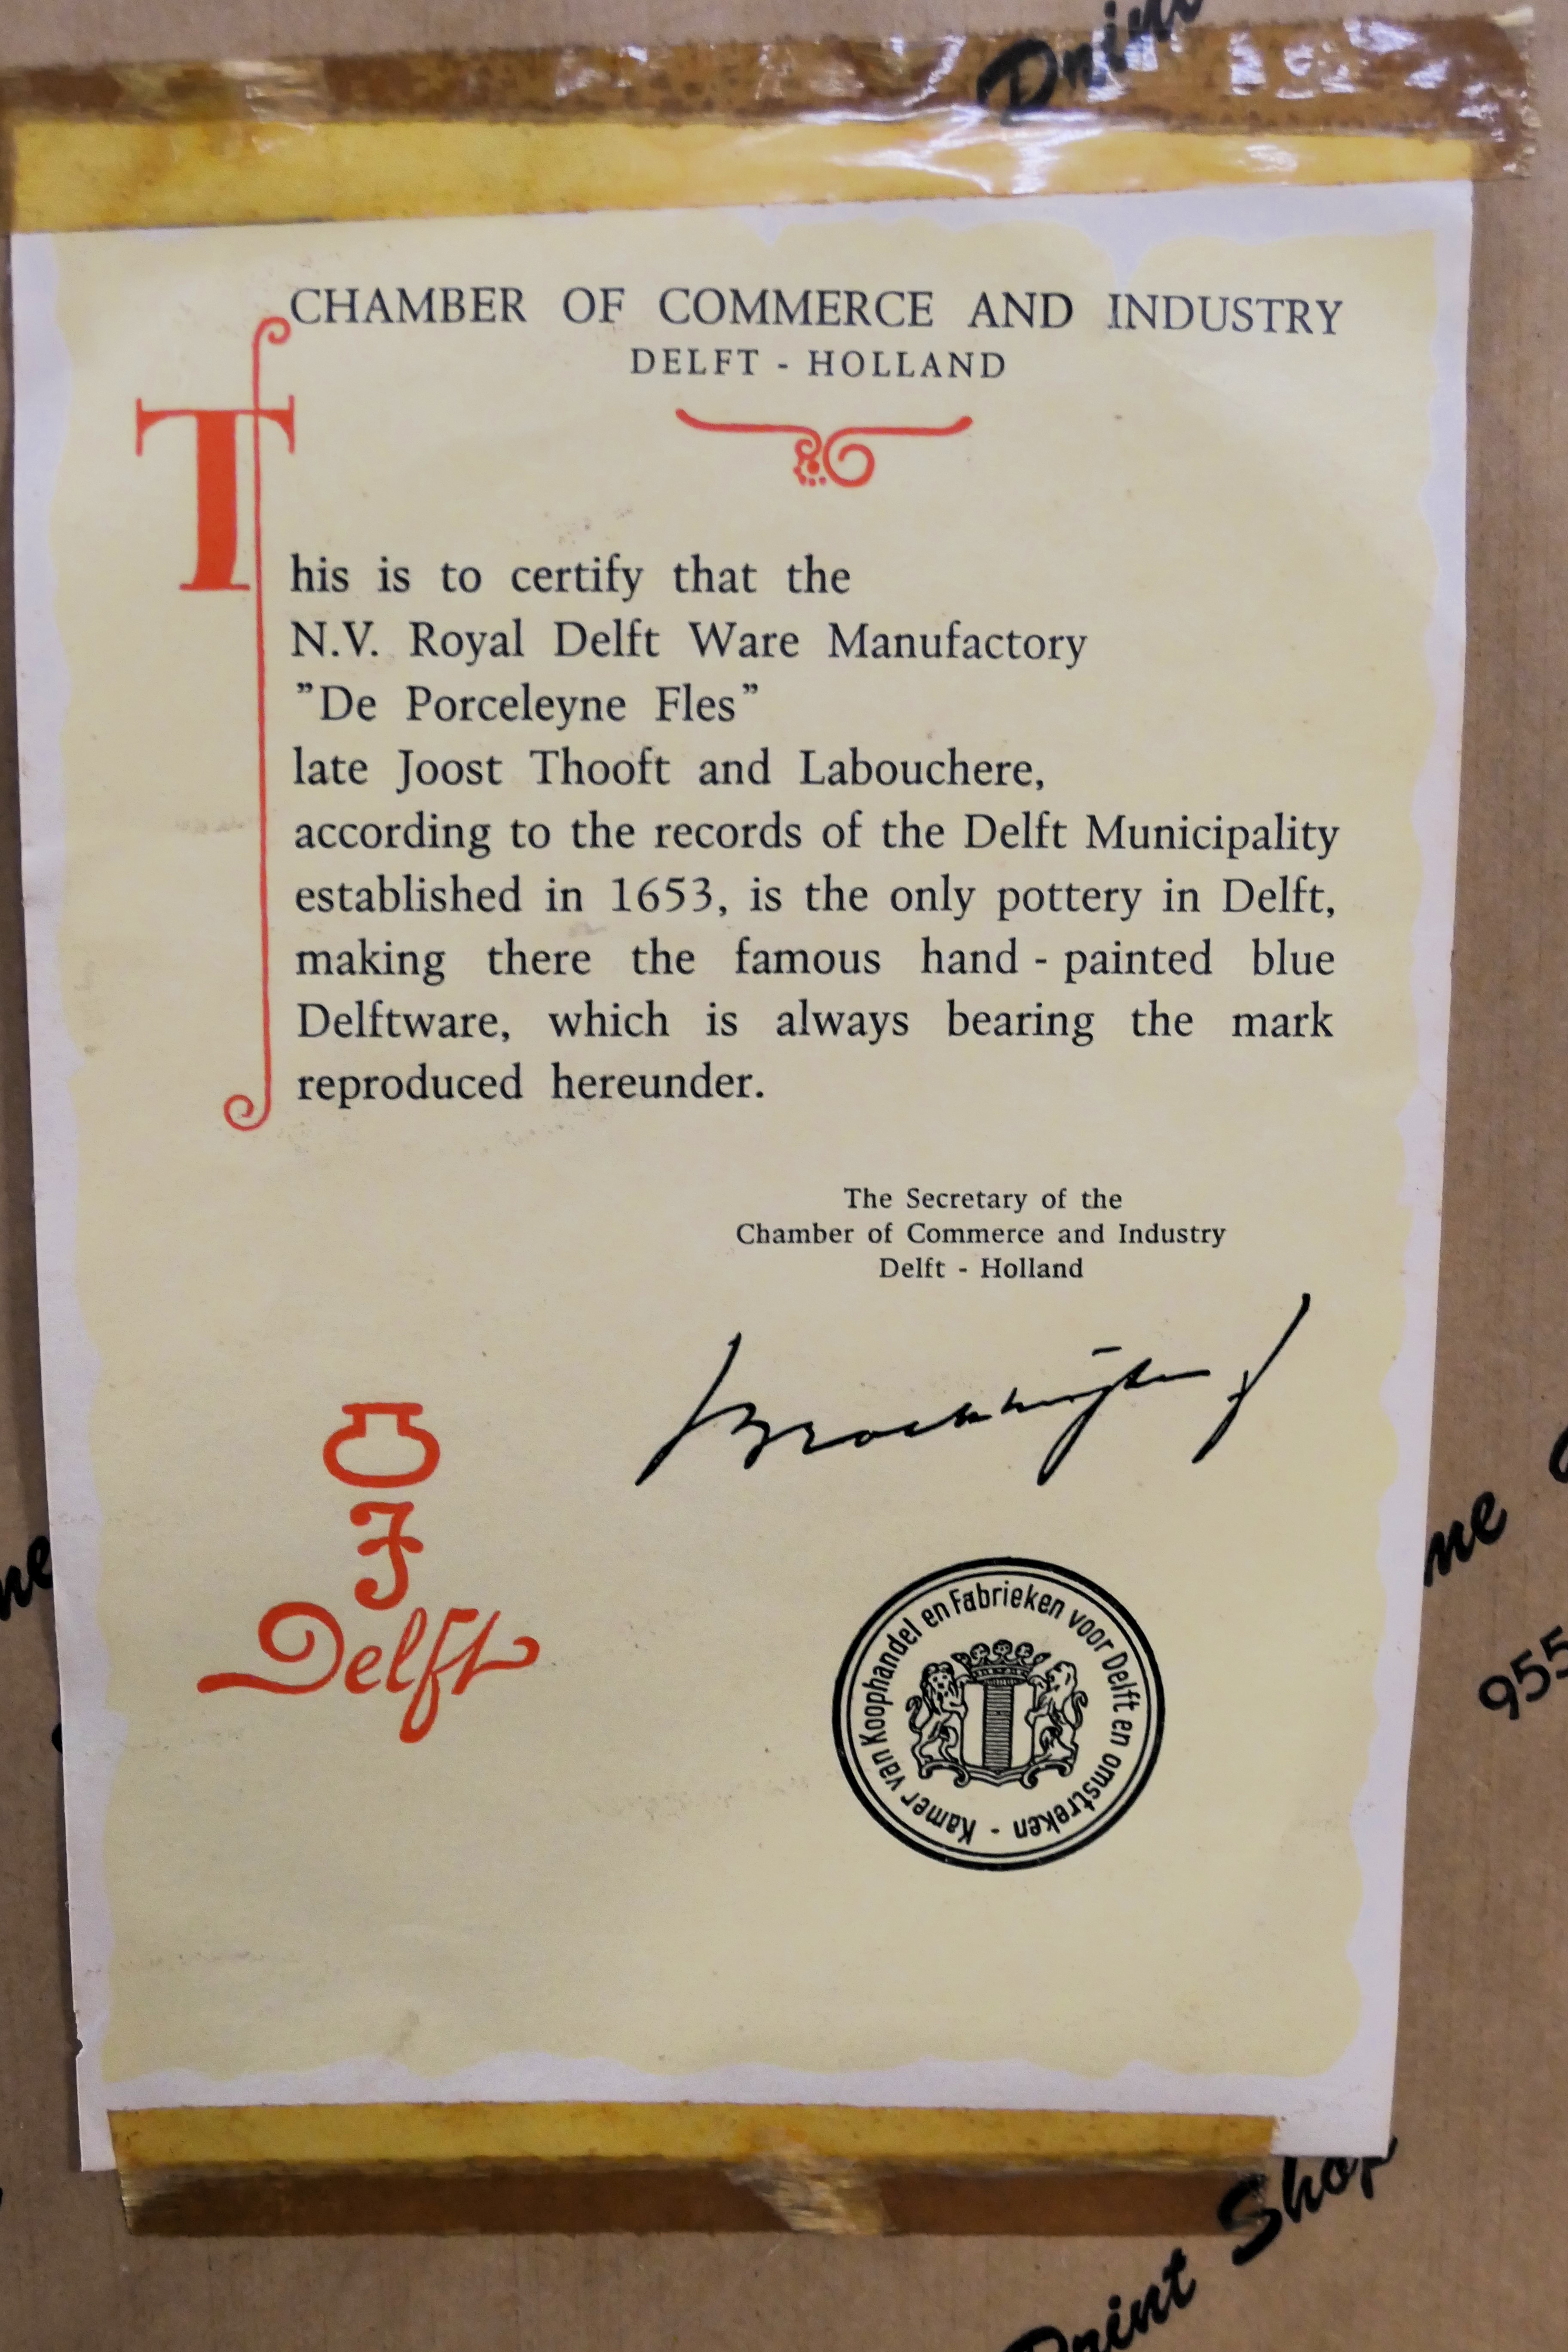 CHAMBER OF COMMERCE AND INDUSTRY
DELFT - HOLLAND
This is to certify that the
N.V. Royal Delft Ware Manufactory
”De Porceleyne Fles”
late Joost Thooft and Labouchere,
according to the records of the Delft Municipality
established in 1653, is the only pottery in Delft,
making there the famous hand - painted blue
Delftware, which is always bearing the mark
reproduced hereunder.
The Secretary of the
Chamber of Commerce and Industry
Delft - Holland
Delft
Kamer van Koophandel en Fabrieken voor Delft en omstreken -
955
Print Shop